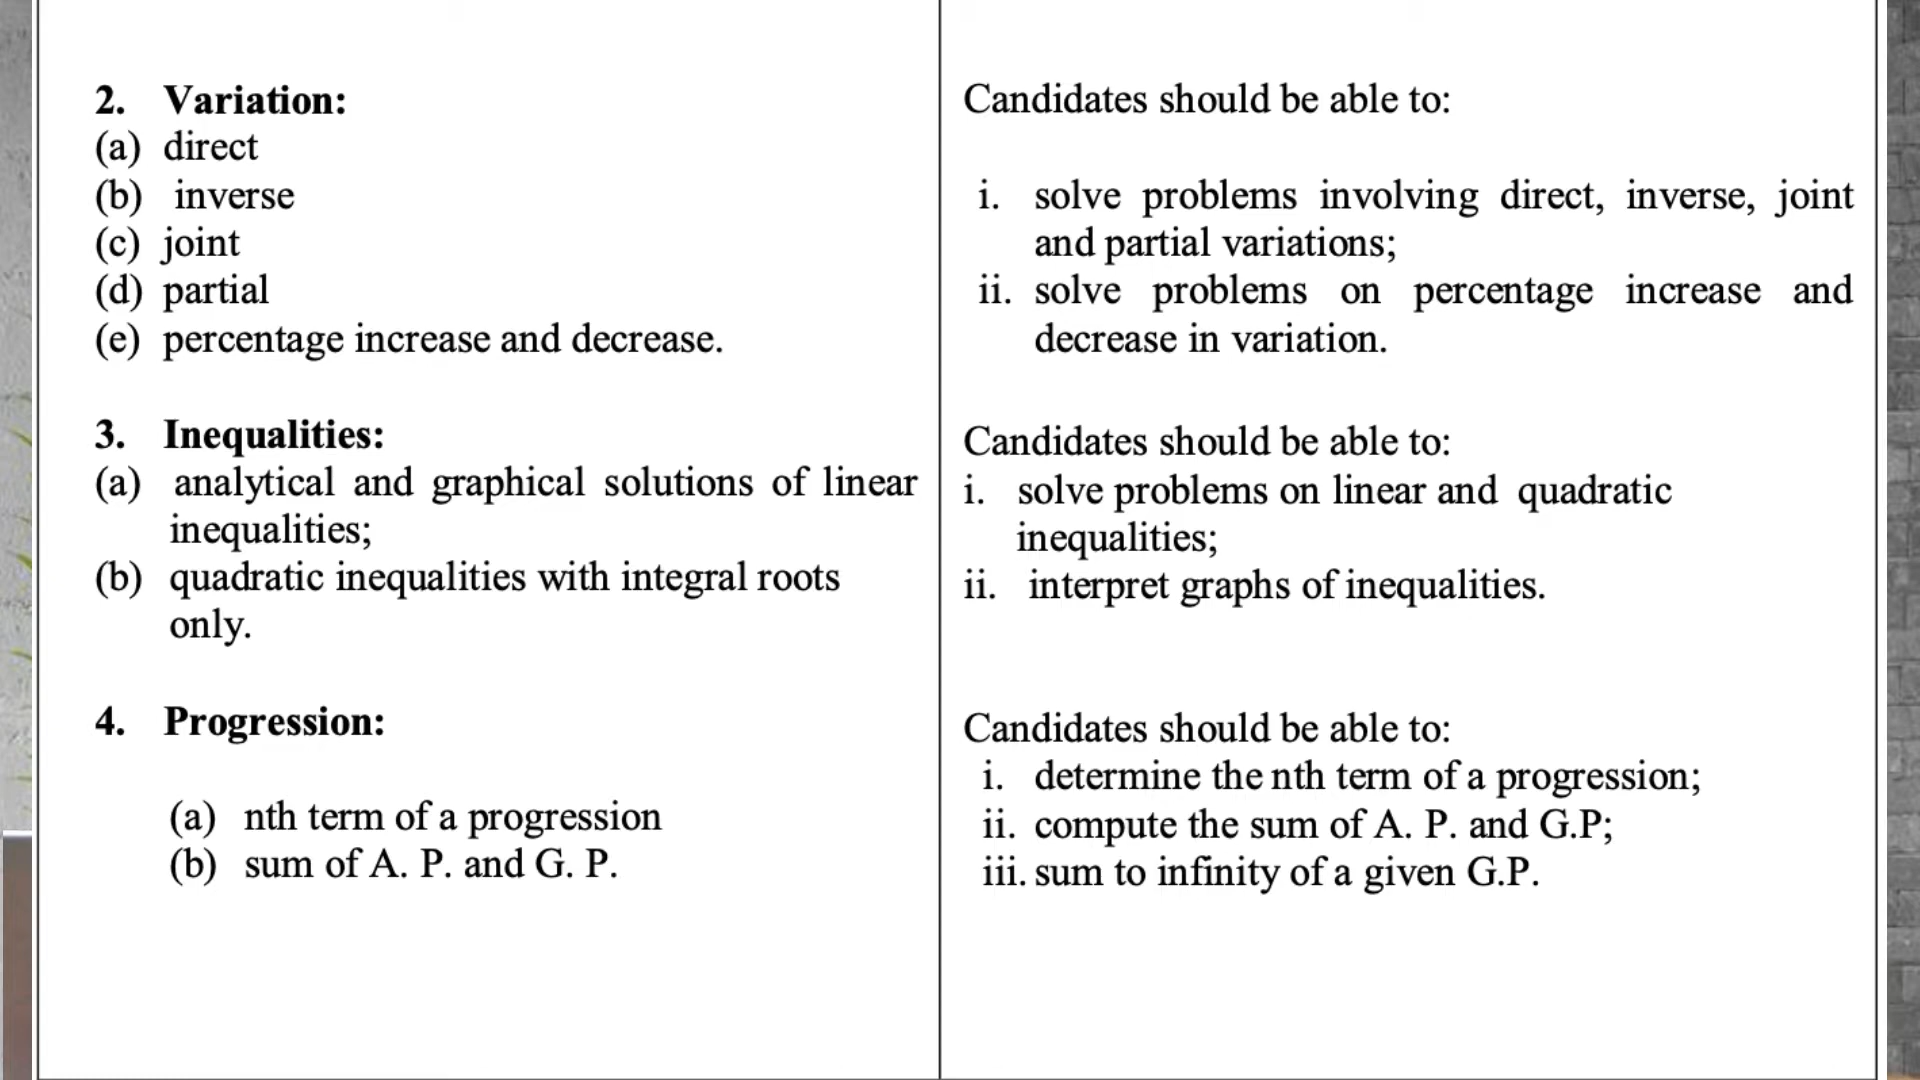 2. Variation:
(a) direct
(b) inverse
(c) joint
(d) partial
(e) percentage increase and decrease.
3. Inequalities:
(a) analytical and graphical solutions of linear
inequalities;
(b) quadratic inequalities with integral roots
only.
4. Progression:
(a) nth term of a progression
(b) sum of A. P. and G. P.
Candidates should be able to:
i. solve problems involving direct, inverse, joint
and partial variations;
ii. solve problems on percentage increase and
decrease in variation.
Candidates should be able to:
i. solve problems on linear and quadratic
inequalities;
ii. interpret graphs of inequalities.
Candidates should be able to:
i. determine the nth term of a progression;
ii. compute the sum of A. P. and G.P;
iii. sum to infinity of a given G.P.